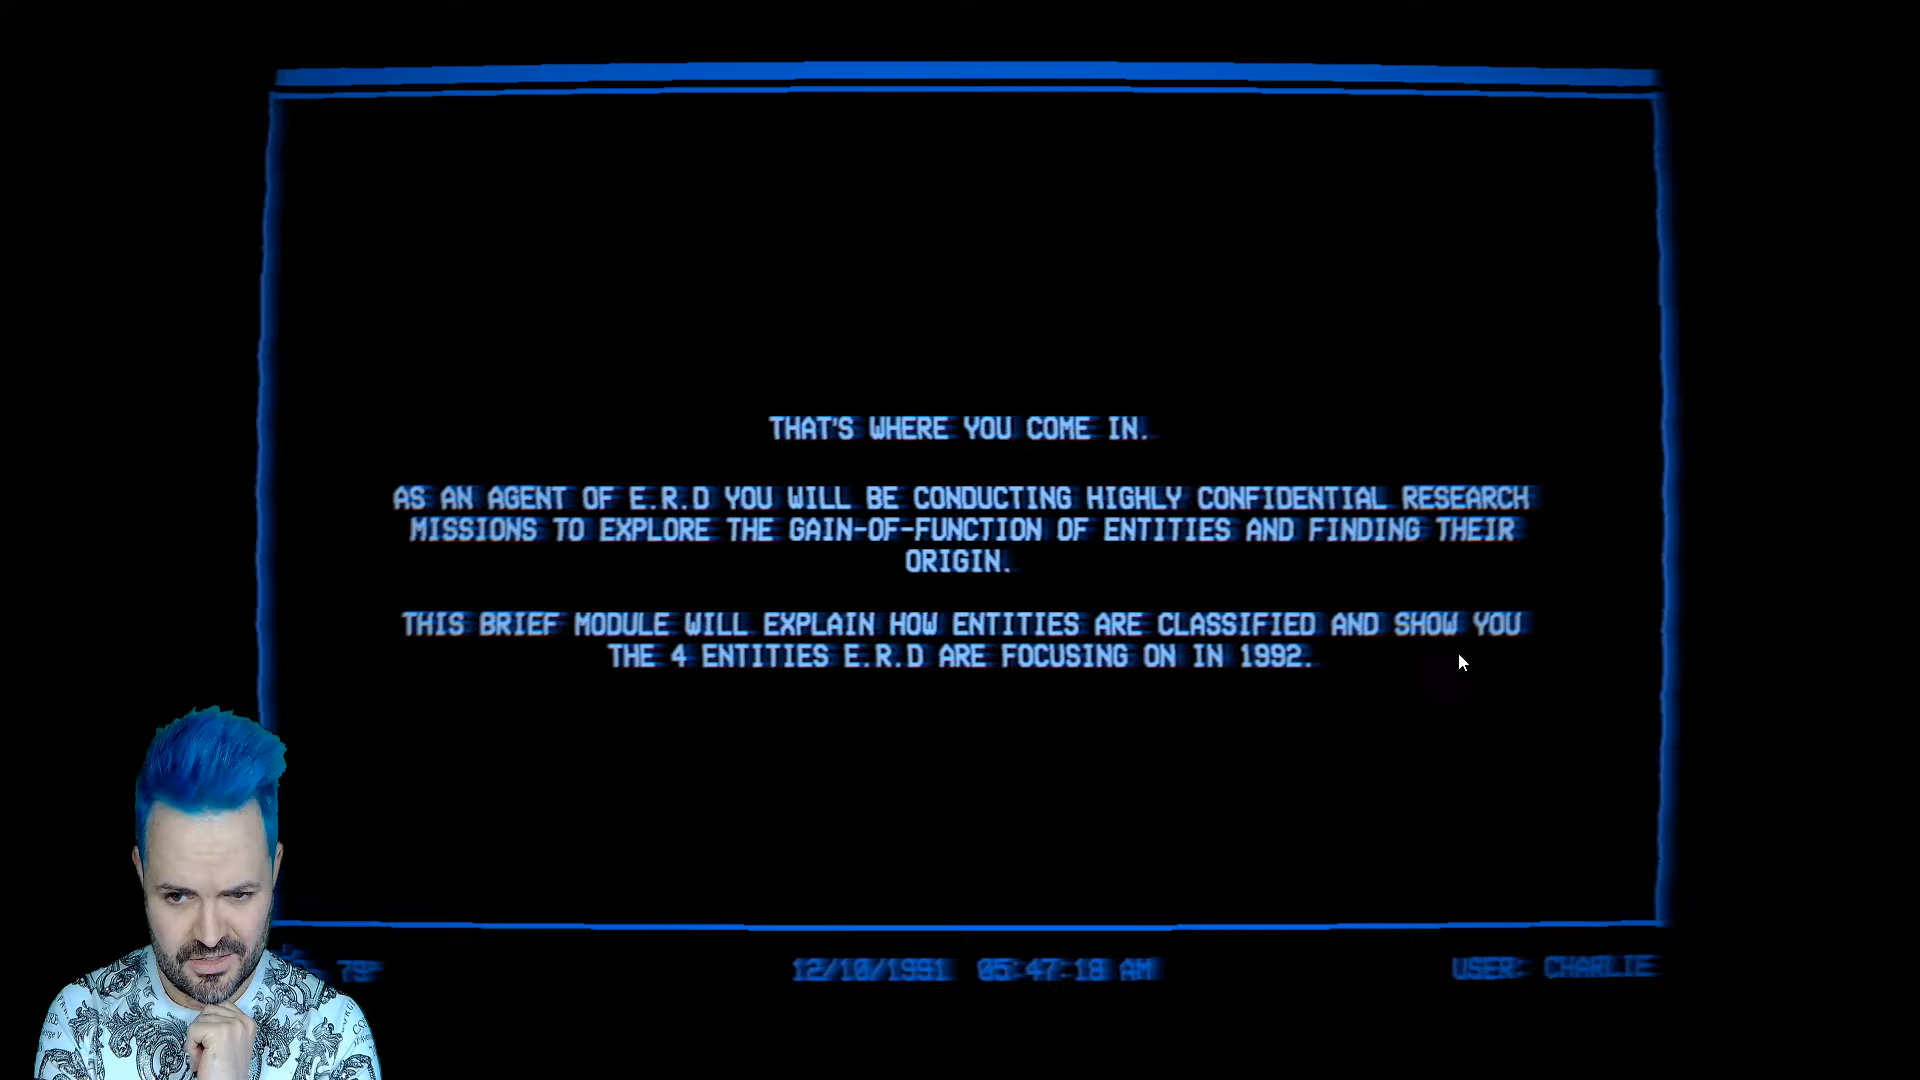 THAT'S WHERE YOU COME IN.
AS AN AGENT OF E.R.D YOU WILL BE CONDUCTING HIGHLY CONFIDENTIAL RESEARCH
MISSIONS TO EXPLORE THE GAIN-OF-FUNCTION OF ENTITIES AND FINDING THEIR
ORIGIN.
THIS BRIEF MODULE WILL EXPLAIN HOW ENTITIES ARE CLASSIFIED AND SHOW YOU
THE 4 ENTITIES E.R.D ARE FOCUSING ON IN 1992.
79° 12/10/1991 05:47:18 AM USER: CHARLIE